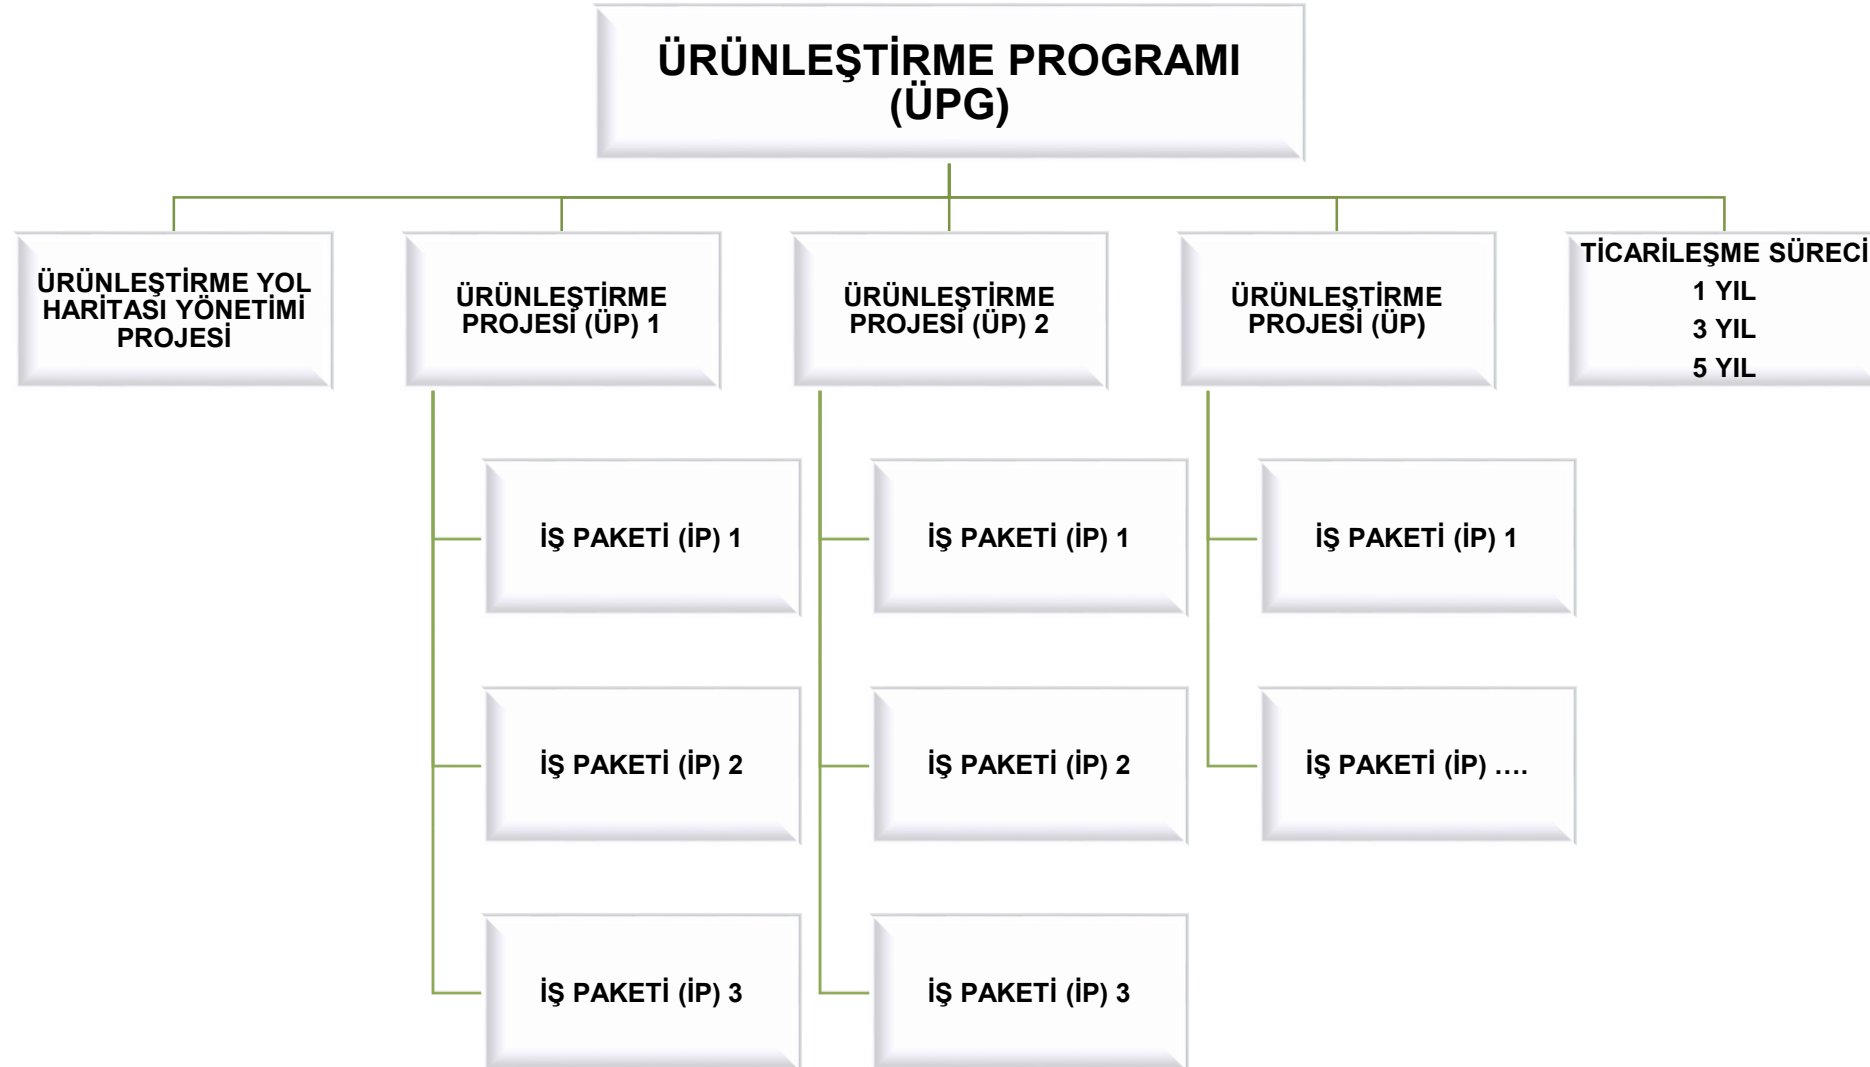 ÜRÜNLEŞTİRME PROGRAMI
(ÜPG)
ÜRÜNLEŞTİRME YOL
HARİTASI YÖNETİMİ
PROJESİ
ÜRÜNLEŞTİRME
PROJESİ (ÜP) 1
İŞ PAKETİ (İP) 1
İŞ PAKETİ (İP) 2
İŞ PAKETİ (İP) 3
ÜRÜNLEŞTİRME
PROJESİ (ÜP) 2
İŞ PAKETİ (İP) 1
İŞ PAKETİ (İP) 2
İŞ PAKETİ (İP) 3
ÜRÜNLEŞTİRME
PROJESİ (ÜP)
İŞ PAKETİ (İP) 1
İŞ PAKETİ (İP) ….
TİCARİLEŞME SÜRECİ
1 YIL
3 YIL
5 YIL